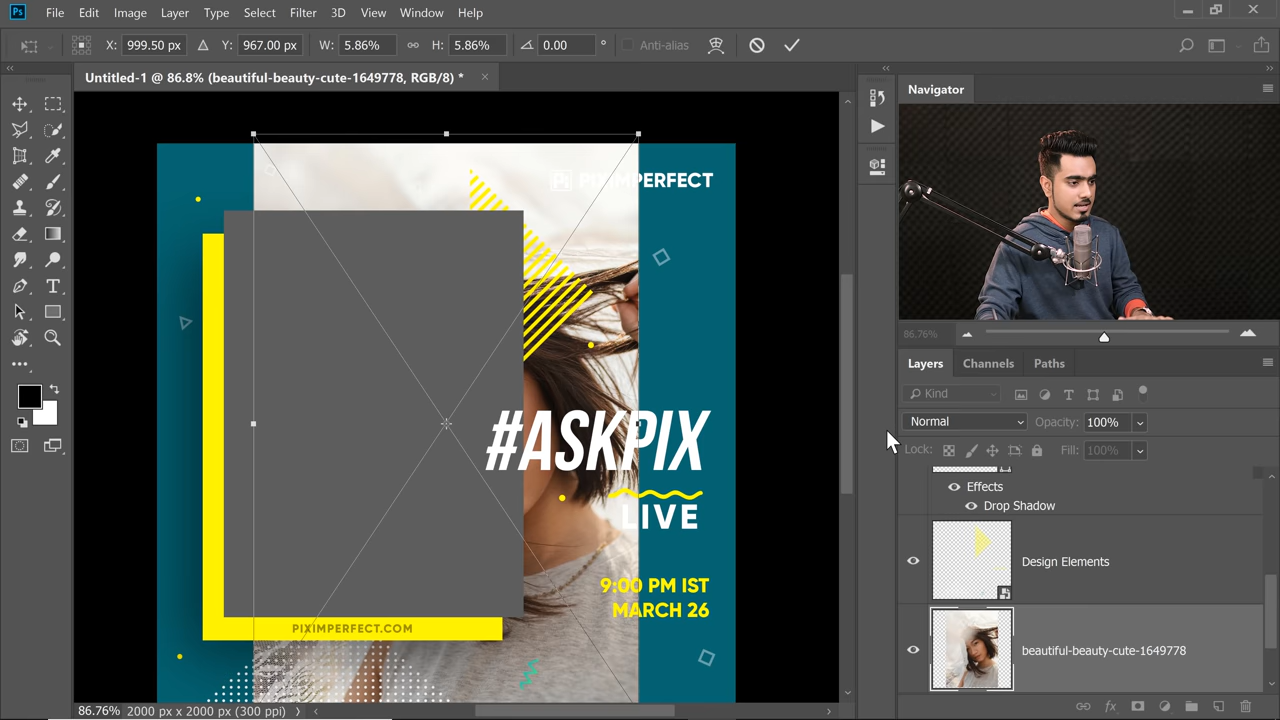 Ps File Edit Image Layer Type Select Filter 3D View Window Help
X: 999.50 px Y: 967.00 px W: 5.86% H: 5.86% 0.00 ° Anti-alias
Untitled-1 @ 86.8% (beautiful-beauty-cute-1649778, RGB/8) * ×
Navigator
Pi PIXIMPERFECT
86.76%
Layers Channels Paths
Kind
Normal Opacity: 100%
Lock: Fill: 100%
#ASKPIX
LIVE
9:00 PM IST
MARCH 26
PIXIMPERFECT.COM
Effects
Drop Shadow
Design Elements
beautiful-beauty-cute-1649778
86.76% 2000 px x 2000 px (300 ppi)
fx